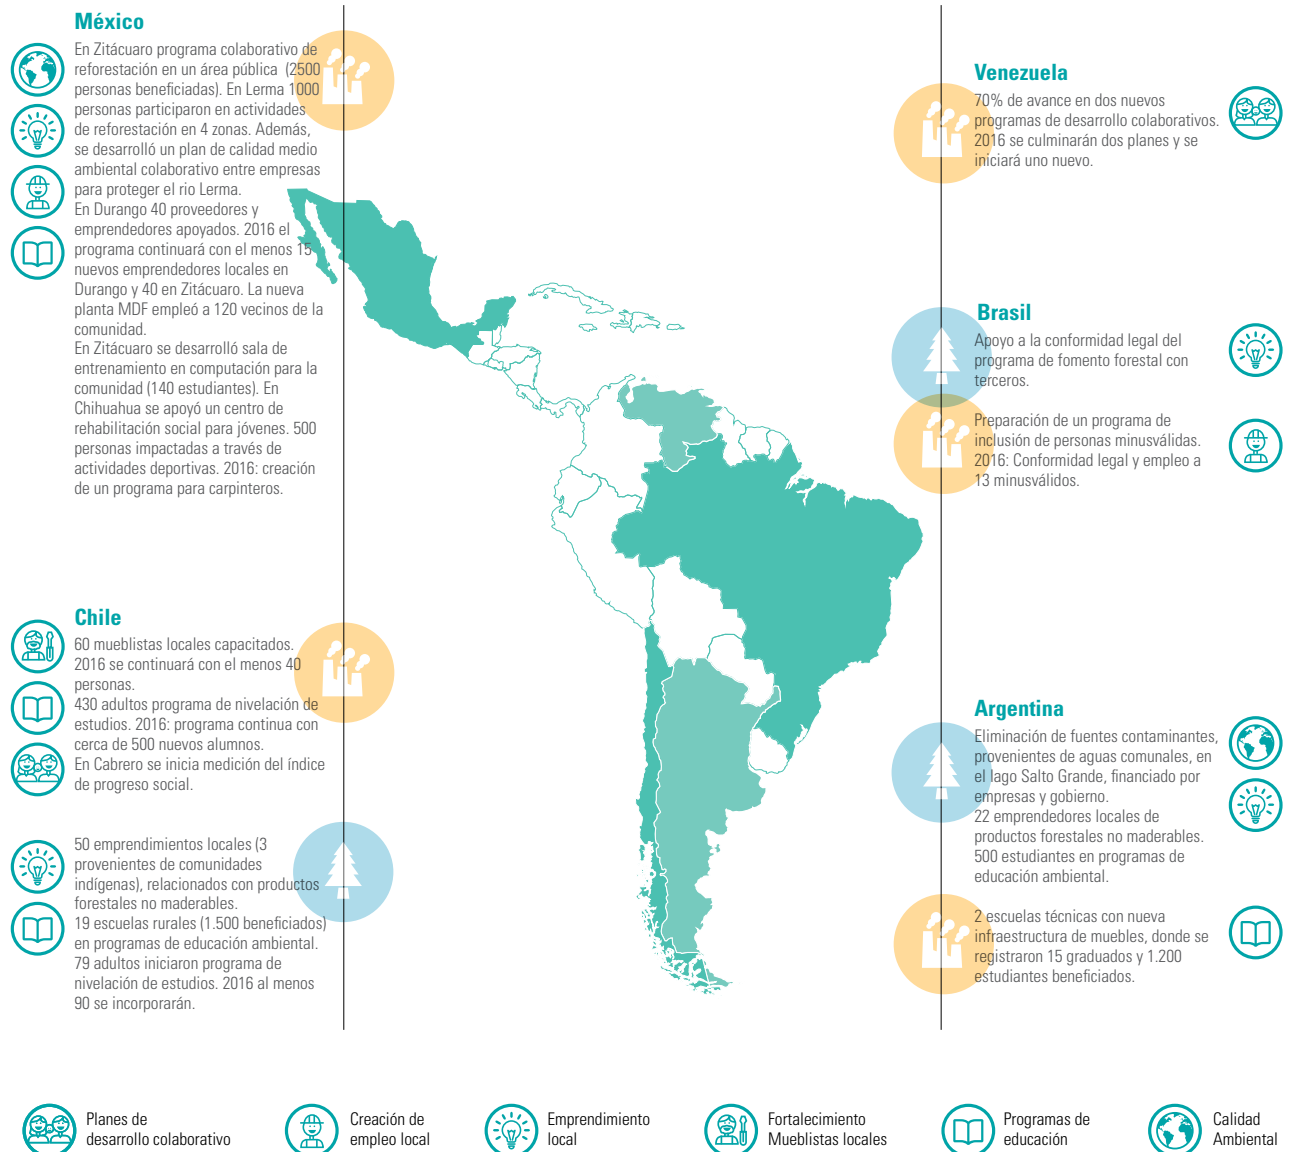 México
En Zitácuaro programa colaborativo de
reforestación en un área pública (2500
personas beneficiadas). En Lerma 1000
personas participaron en actividades
de reforestación en 4 zonas. Además,
se desarrolló un plan de calidad medio
ambiental colaborativo entre empresas
para proteger el rio Lerma.
En Durango 40 proveedores y
emprendedores apoyados. 2016 el
programa continuará con el menos 15
nuevos emprendedores locales en
Durango y 40 en Zitácuaro. La nueva
planta MDF empleó a 120 vecinos de la
comunidad.
En Zitácuaro se desarrolló sala de
entrenamiento en computación para la
comunidad (140 estudiantes). En
Chihuahua se apoyó un centro de
rehabilitación social para jóvenes. 500
personas impactadas a través de
actividades deportivas. 2016: creación
de un programa para carpinteros.
Chile
60 mueblistas locales capacitados.
2016 se continuará con el menos 40
personas.
430 adultos programa de nivelación de
estudios. 2016: programa continua con
cerca de 500 nuevos alumnos.
En Cabrero se inicia medición del índice
de progreso social.
50 emprendimientos locales (3
provenientes de comunidades
indígenas), relacionados con productos
forestales no maderables.
19 escuelas rurales (1.500 beneficiados)
en programas de educación ambiental.
79 adultos iniciaron programa de
nivelación de estudios. 2016 al menos
90 se incorporarán.
Venezuela
70% de avance en dos nuevos
programas de desarrollo colaborativos.
2016 se culminarán dos planes y se
iniciará uno nuevo.
Brasil
Apoyo a la conformidad legal del
programa de fomento forestal con
terceros.
Preparación de un programa de
inclusión de personas minusválidas.
2016: Conformidad legal y empleo a
13 minusválidos.
Argentina
Eliminación de fuentes contaminantes,
provenientes de aguas comunales, en
el lago Salto Grande, financiado por
empresas y gobierno.
22 emprendedores locales de
productos forestales no maderables.
500 estudiantes en programas de
educación ambiental.
2 escuelas técnicas con nueva
infraestructura de muebles, donde se
registraron 15 graduados y 1.200
estudiantes beneficiados.
Planes de
desarrollo colaborativo
Creación de
empleo local
Emprendimiento
local
Fortalecimiento
Mueblistas locales
Programas de
educación
Calidad
Ambiental